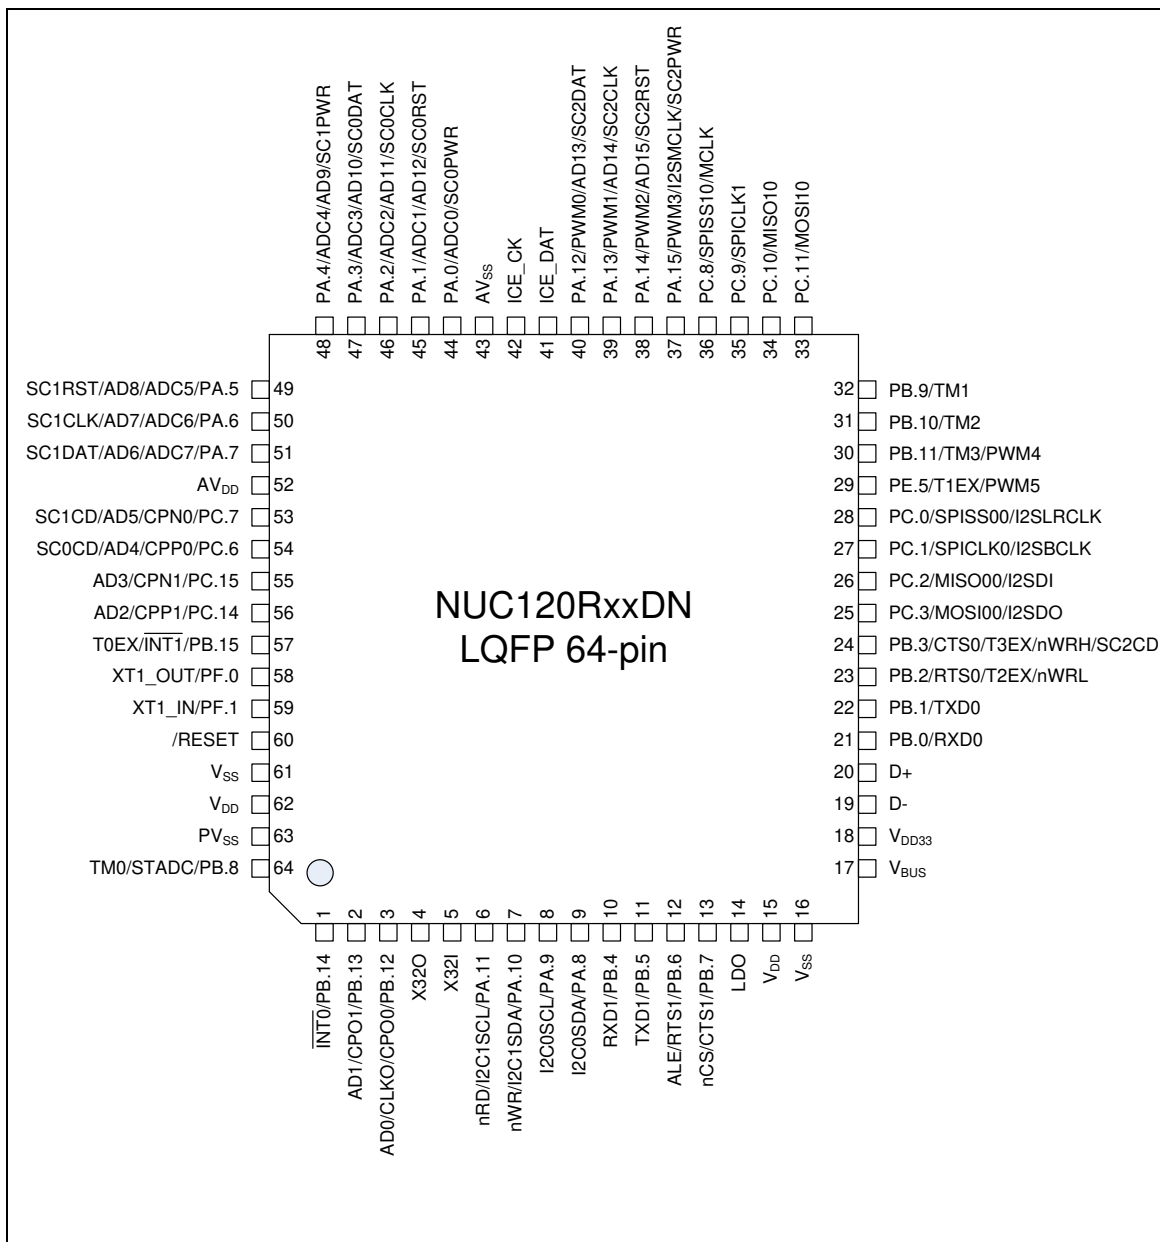 PA.4/ADC4/AD9/SC1PWR
PA.3/ADC3/AD10/SC0DAT
PA.2/ADC2/AD11/SC0CLK
PA.1/ADC1/AD12/SC0RST
PA.0/ADC0/SC0PWR
AVSS
ICE_CK
ICE_DAT
PA.12/PWM0/AD13/SC2DAT
PA.13/PWM1/AD14/SC2CLK
PA.14/PWM2/AD15/SC2RST
PA.15/PWM3/I2SMCLK/SC2PWR
PC.8/SPISS10/MCLK
PC.9/SPICLK1
PC.10/MISO10
PC.11/MOSI10
48
47
46
45
44
43
42
41
40
39
38
37
36
35
34
33
SC1RST/AD8/ADC5/PA.5 49
SC1CLK/AD7/ADC6/PA.6 50
SC1DAT/AD6/ADC7/PA.7 51
AVDD 52
SC1CD/AD5/CPN0/PC.7 53
SC0CD/AD4/CPP0/PC.6 54
AD3/CPN1/PC.15 55
AD2/CPP1/PC.14 56
T0EX/INT1/PB.15 57
XT1_OUT/PF.0 58
XT1_IN/PF.1 59
/RESET 60
VSS 61
VDD 62
PVSS 63
TM0/STADC/PB.8 64
NUC120RxxDN
LQFP 64-pin
32 PB.9/TM1
31 PB.10/TM2
30 PB.11/TM3/PWM4
29 PE.5/T1EX/PWM5
28 PC.0/SPISS00/I2SLRCLK
27 PC.1/SPICLK0/I2SBCLK
26 PC.2/MISO00/I2SDI
25 PC.3/MOSI00/I2SDO
24 PB.3/CTS0/T3EX/nWRH/SC2CD
23 PB.2/RTS0/T2EX/nWRL
22 PB.1/TXD0
21 PB.0/RXD0
20 D+
19 D-
18 VDD33
17 VBUS
1
2
3
4
5
6
7
8
9
10
11
12
13
14
15
16
INT0/PB.14
AD1/CPO1/PB.13
AD0/CLKO/CPO0/PB.12
X32O
X32I
nRD/I2C1SCL/PA.11
nWR/I2C1SDA/PA.10
I2C0SCL/PA.9
I2C0SDA/PA.8
RXD1/PB.4
TXD1/PB.5
ALE/RTS1/PB.6
nCS/CTS1/PB.7
LDO
VDD
VSS